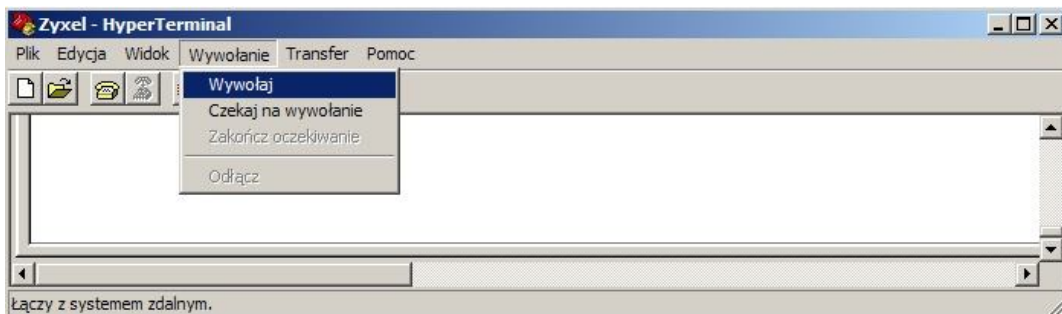 Zyxel - HyperTerminal
Plik Edycja Widok Wywołanie Transfer Pomoc
Wywołaj
Czekaj na wywołanie
Zakończ oczekiwanie
Odłącz
Łączy z systemem zdalnym.